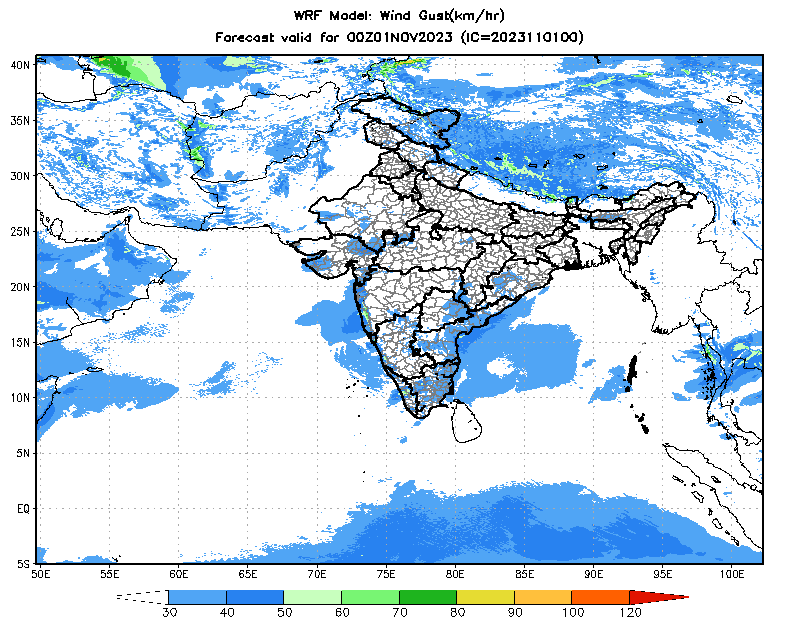 WRF Model: Wind Gust(km/hr)
Forecast valid for 00Z01NOV2023 (IC=2023110100)
40N
35N
30N
25N
20N
15N
10N
5N
EQ
5S
50E 55E 60E 65E 70E 75E 80E 85E 90E 95E 100E
30 40 50 60 70 80 90 100 120